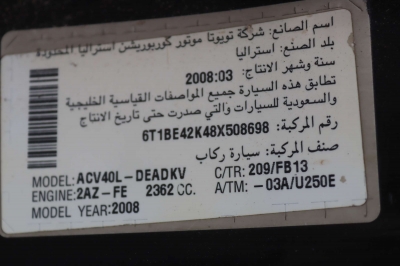 اسم الصانع: شركة تويوتا موتور كوربوريشن استراليا المحدودة
بلد الصنع: استراليا
سنة وشهر الانتاج: 2008:03
تطابق هذه السيارة جميع المواصفات القياسية الخليجية
والسعودية للسيارات والتي صدرت حتى تاريخ الانتاج
رقم المركبة: 6T1BE42K48X508698
صنف المركبة: سيارة ركاب
MODEL: ACV40L-DEADKV C/TR: 209/FB13
ENGINE: 2AZ-FE 2362 CC. A/TM: -03A/U250E
MODEL YEAR: 2008